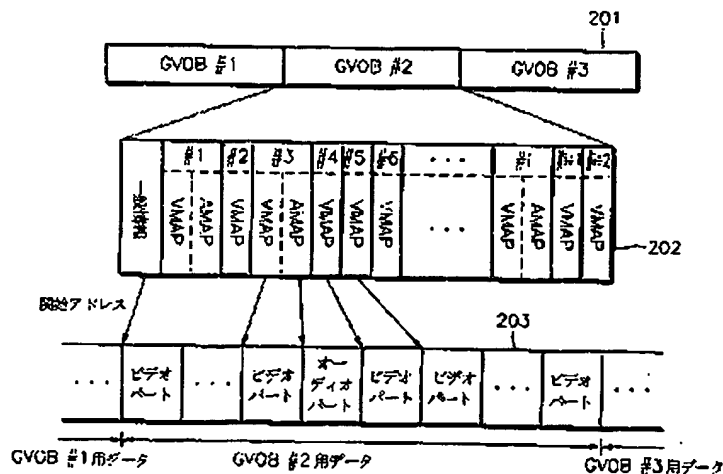 201
GVOB #1 GVOB #2 GVOB #3
#1 #2 #3 #4 #5 #6 ・・・ #i
一般情報 VMAP AMAP VMAP VMAP AMAP VMAP VMAP VMAP ・・・ VMAP AMAP VMAP VMAP
202
開始アドレス
203
・・・ ビデオパート ・・・ ビデオパート オーディオパート ビデオパート ビデオパート ・・・ ビデオパート ・・・
GVOB #1用データ GVOB #2用データ GVOB #3用データ